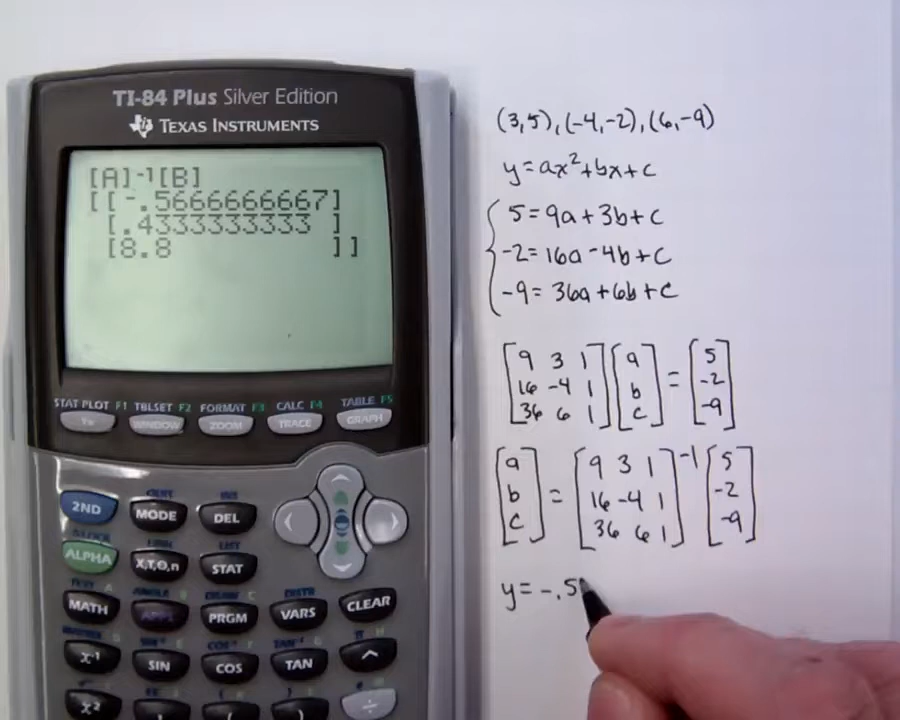 TI-84 Plus Silver Edition
TEXAS INSTRUMENTS
[A]⁻¹[B]
[[-.5666666667]
[.4333333333 ]
[8.8 ]]
STAT PLOT F1 TBLSET F2 FORMAT F3 CALC F4 TABLE F5
Y= WINDOW ZOOM TRACE GRAPH
2ND MODE DEL
ALPHA X,T,θ,n STAT
MATH PRGM VARS CLEAR
x⁻¹ SIN COS TAN ^
x²
(3,5),(-4,-2),(6,-9)
y=ax²+bx+c
5=9a+3b+c
-2=16a-4b+c
-9=36a+6b+c
[9 3 1] [a] = [5]
[16 -4 1] [b] [-2]
[36 6 1] [c] [-9]
[a] = [9 3 1]⁻¹ [5]
[b] [16 -4 1] [-2]
[c] [36 6 1] [-9]
y=-.5